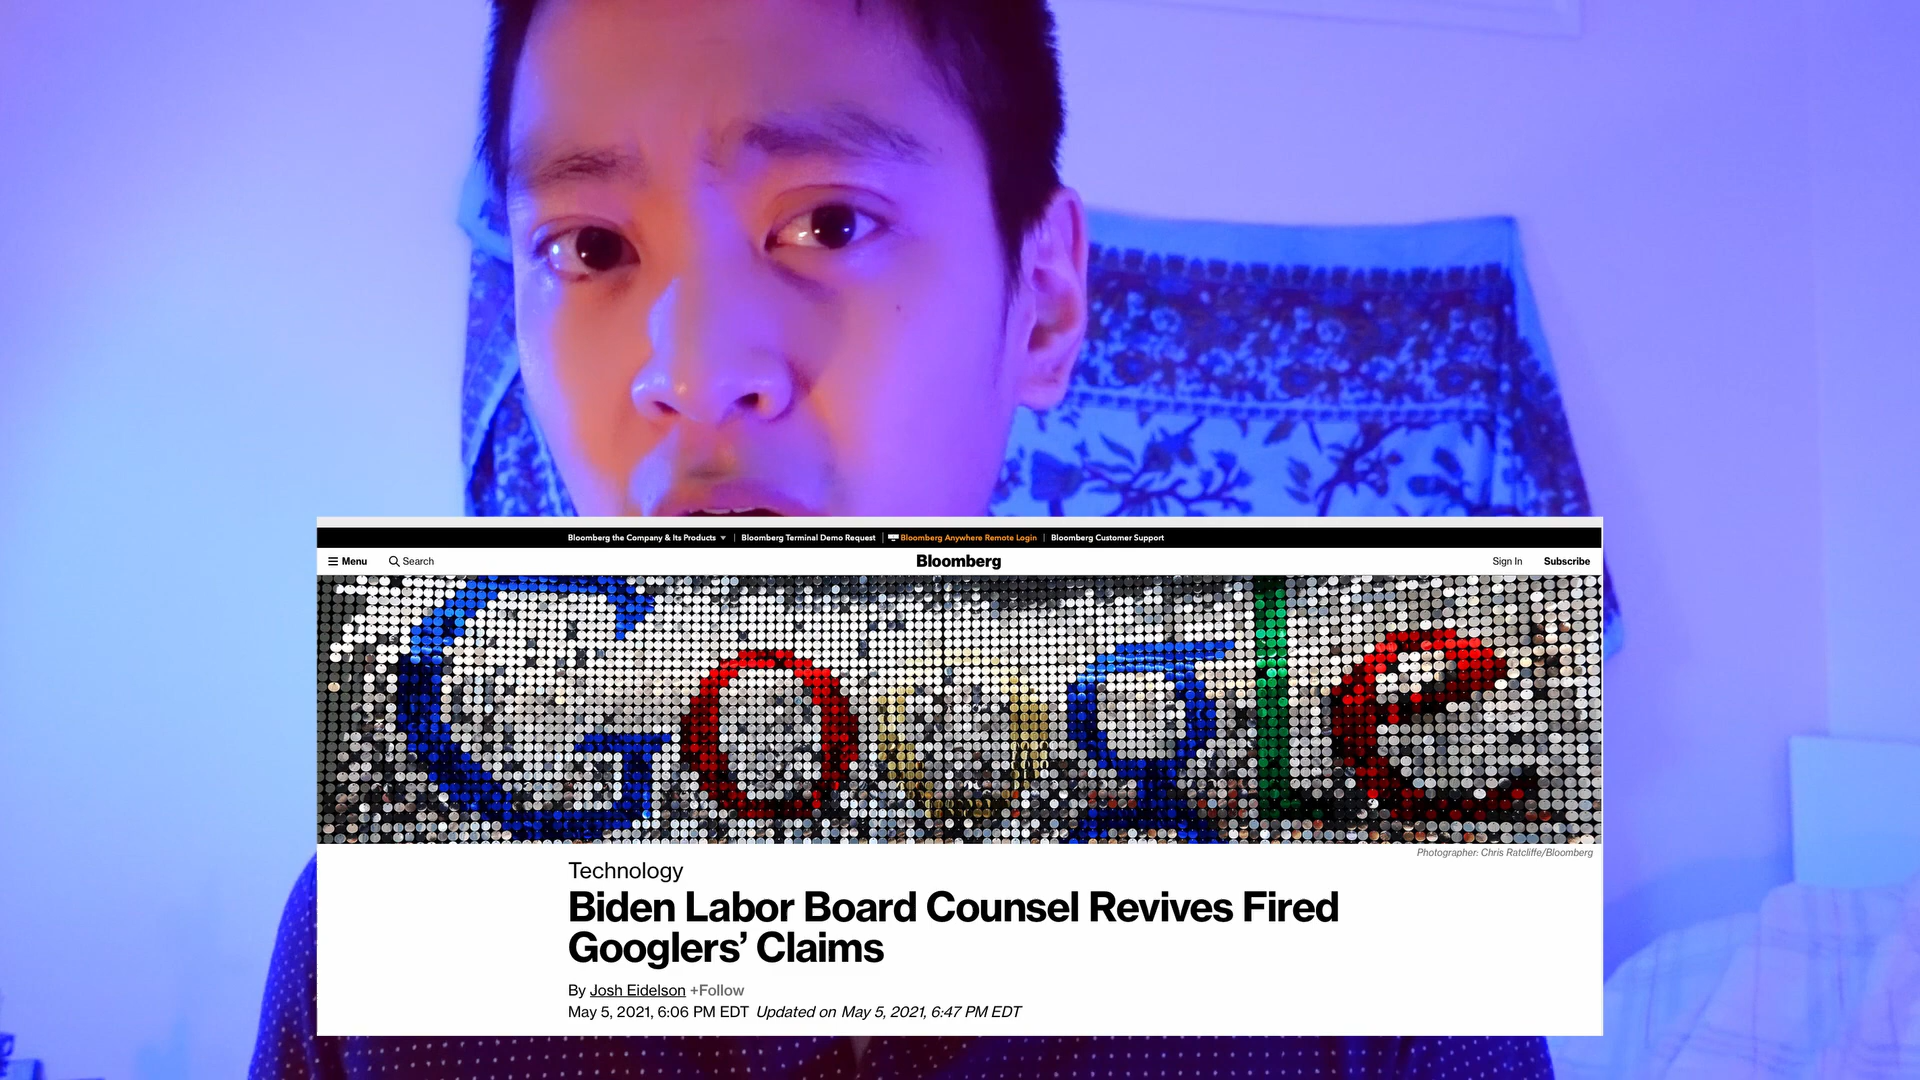 Bloomberg the Company & Its Products Bloomberg Terminal Demo Request Bloomberg Anywhere Remote Login Bloomberg Customer Support
Menu Search Bloomberg Sign In Subscribe
Google
Photographer: Chris Ratcliffe/Bloomberg
Technology
Biden Labor Board Counsel Revives Fired
Googlers’ Claims
By Josh Eidelson +Follow
May 5, 2021, 6:06 PM EDT Updated on May 5, 2021, 6:47 PM EDT